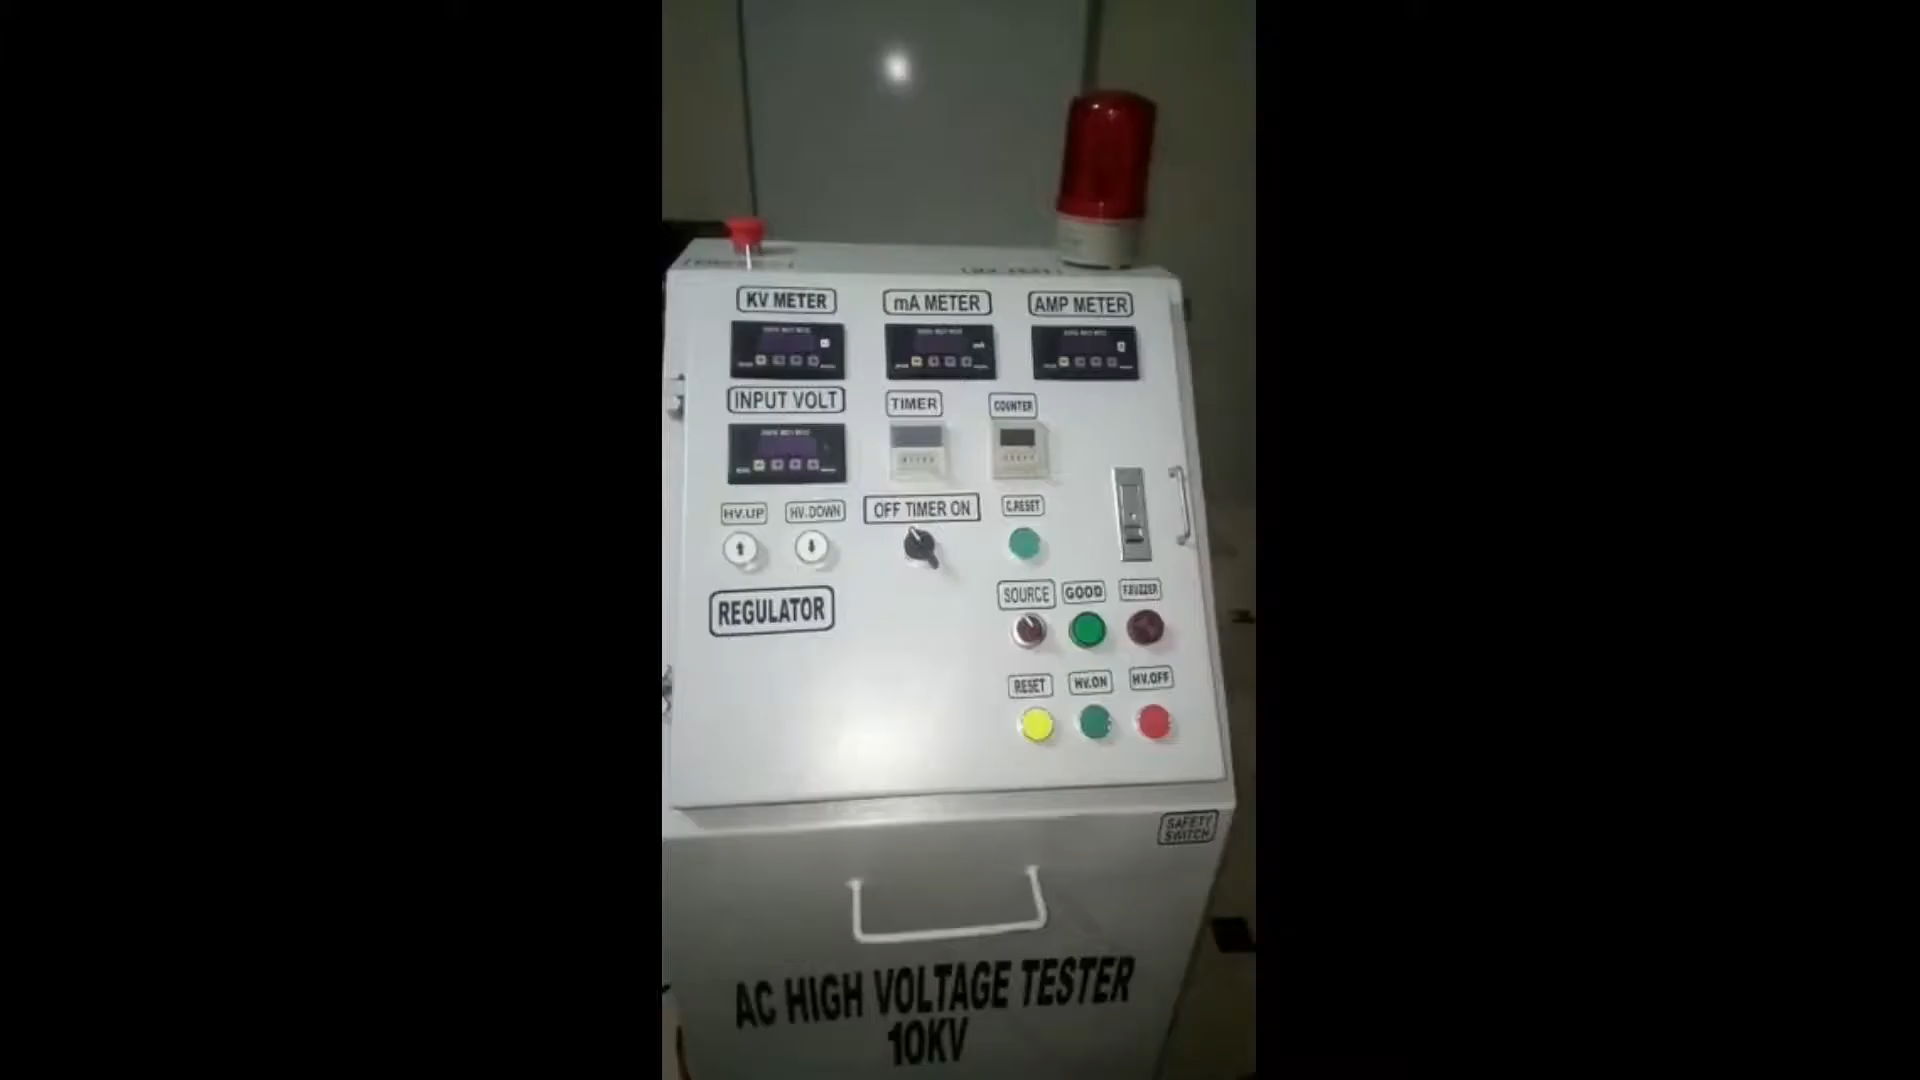 KV METER
mA METER
AMP METER
INPUT VOLT
TIMER
COUNTER
mA
HV.UP
HV.DOWN
OFF TIMER ON
C.RESET
REGULATOR
SOURCE
GOOD
F.BUZZER
RESET
HV.ON
HV.OFF
SAFETY
SWITCH
AC HIGH VOLTAGE TESTER
10KV